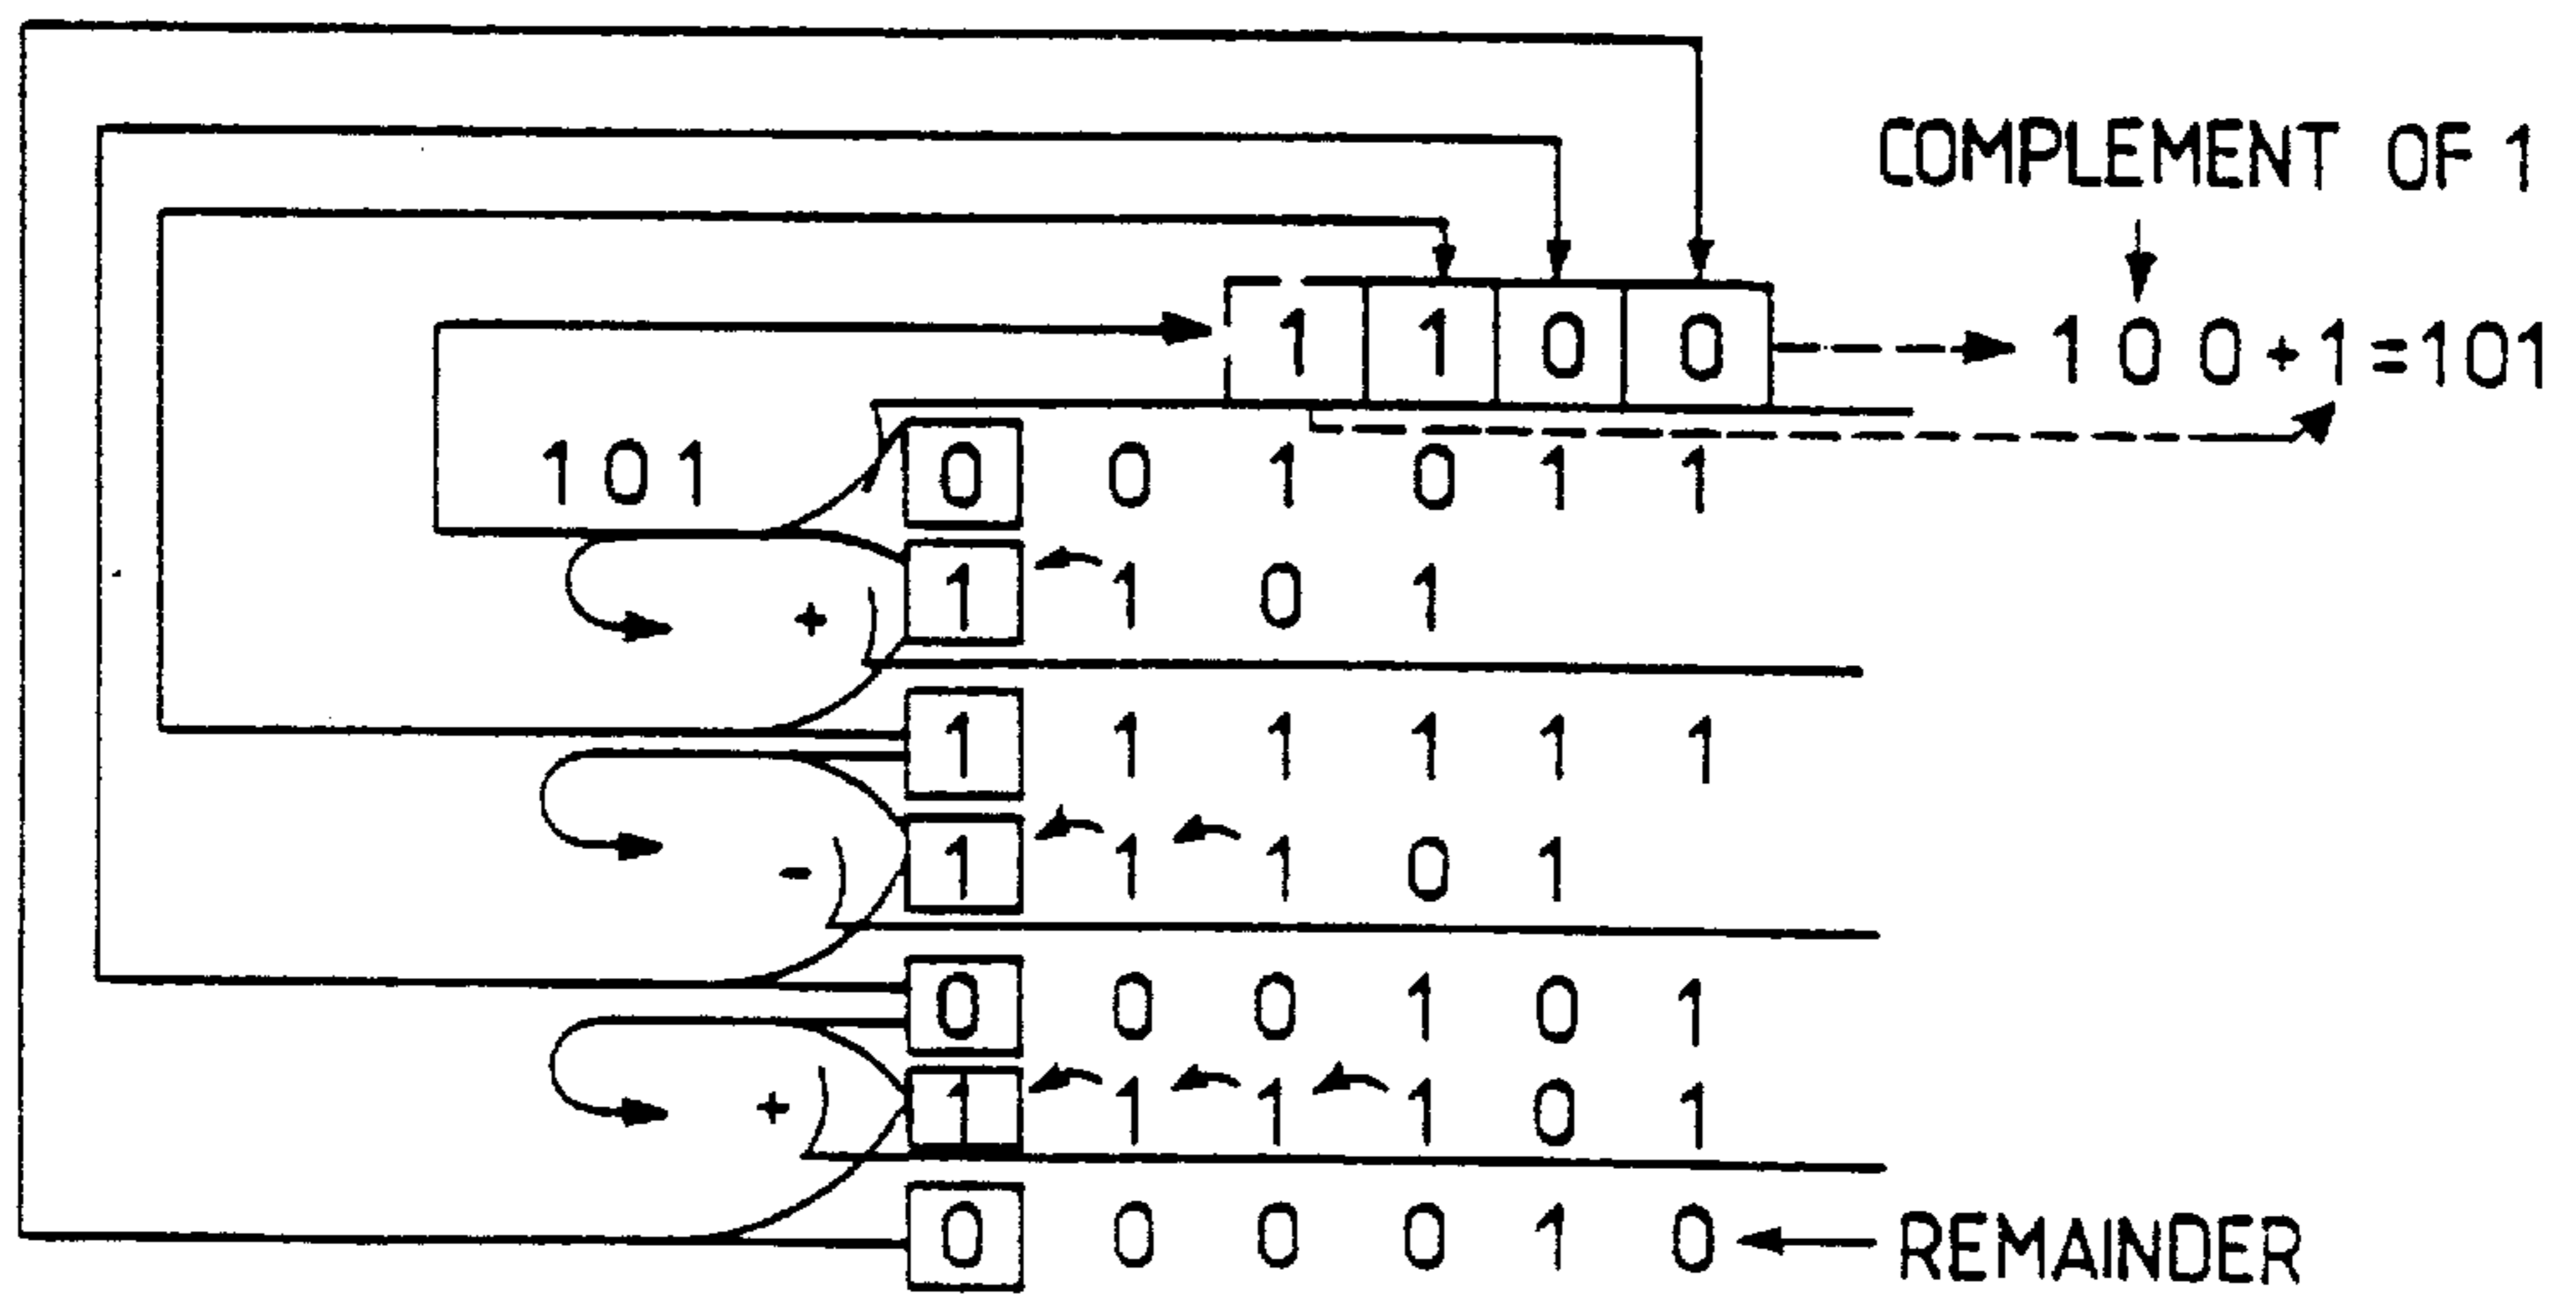 COMPLEMENT OF 1
1 1 0 0
1 0 0 + 1 = 101
101
0 0 1 0 1 1
+
1 1 0 1
1 1 1 1 1 1
-
1 1 1 0 1
0 0 0 1 0 1
+
1 1 1 1 0 1
0 0 0 0 1 0
REMAINDER